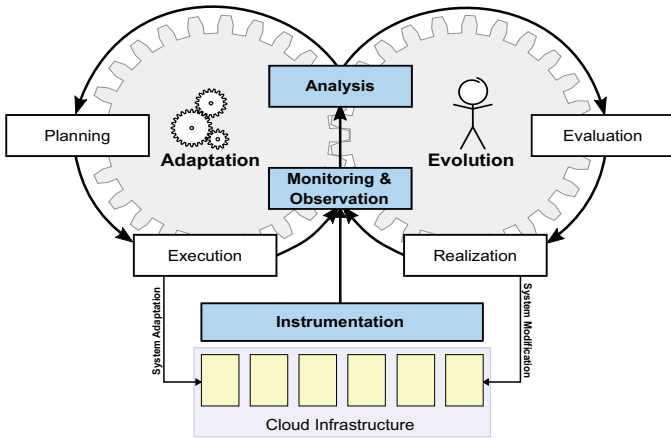 Analysis
Planning
Evaluation
Adaptation
Evolution
Monitoring &
Observation
Execution
Realization
System Adaptation
System Modification
Instrumentation
Cloud Infrastructure